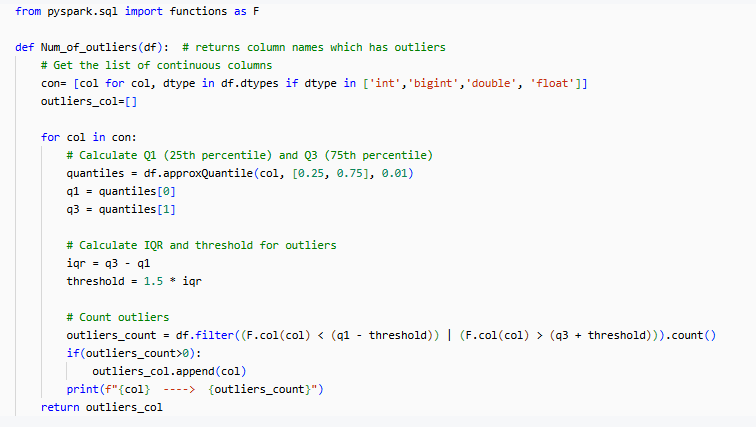 from pyspark.sql import functions as F

def Num_of_outliers(df):  # returns column names which has outliers
    # Get the list of continuous columns
    con= [col for col, dtype in df.dtypes if dtype in ['int','bigint','double', 'float']]
    outliers_col=[]

    for col in con:
        # Calculate Q1 (25th percentile) and Q3 (75th percentile)
        quantiles = df.approxQuantile(col, [0.25, 0.75], 0.01)
        q1 = quantiles[0]
        q3 = quantiles[1]

        # Calculate IQR and threshold for outliers
        iqr = q3 - q1
        threshold = 1.5 * iqr

        # Count outliers
        outliers_count = df.filter((F.col(col) < (q1 - threshold)) | (F.col(col) > (q3 + threshold))).count()
        if(outliers_count>0):
            outliers_col.append(col)
        print(f"{col}  ---->  {outliers_count}")
    return outliers_col